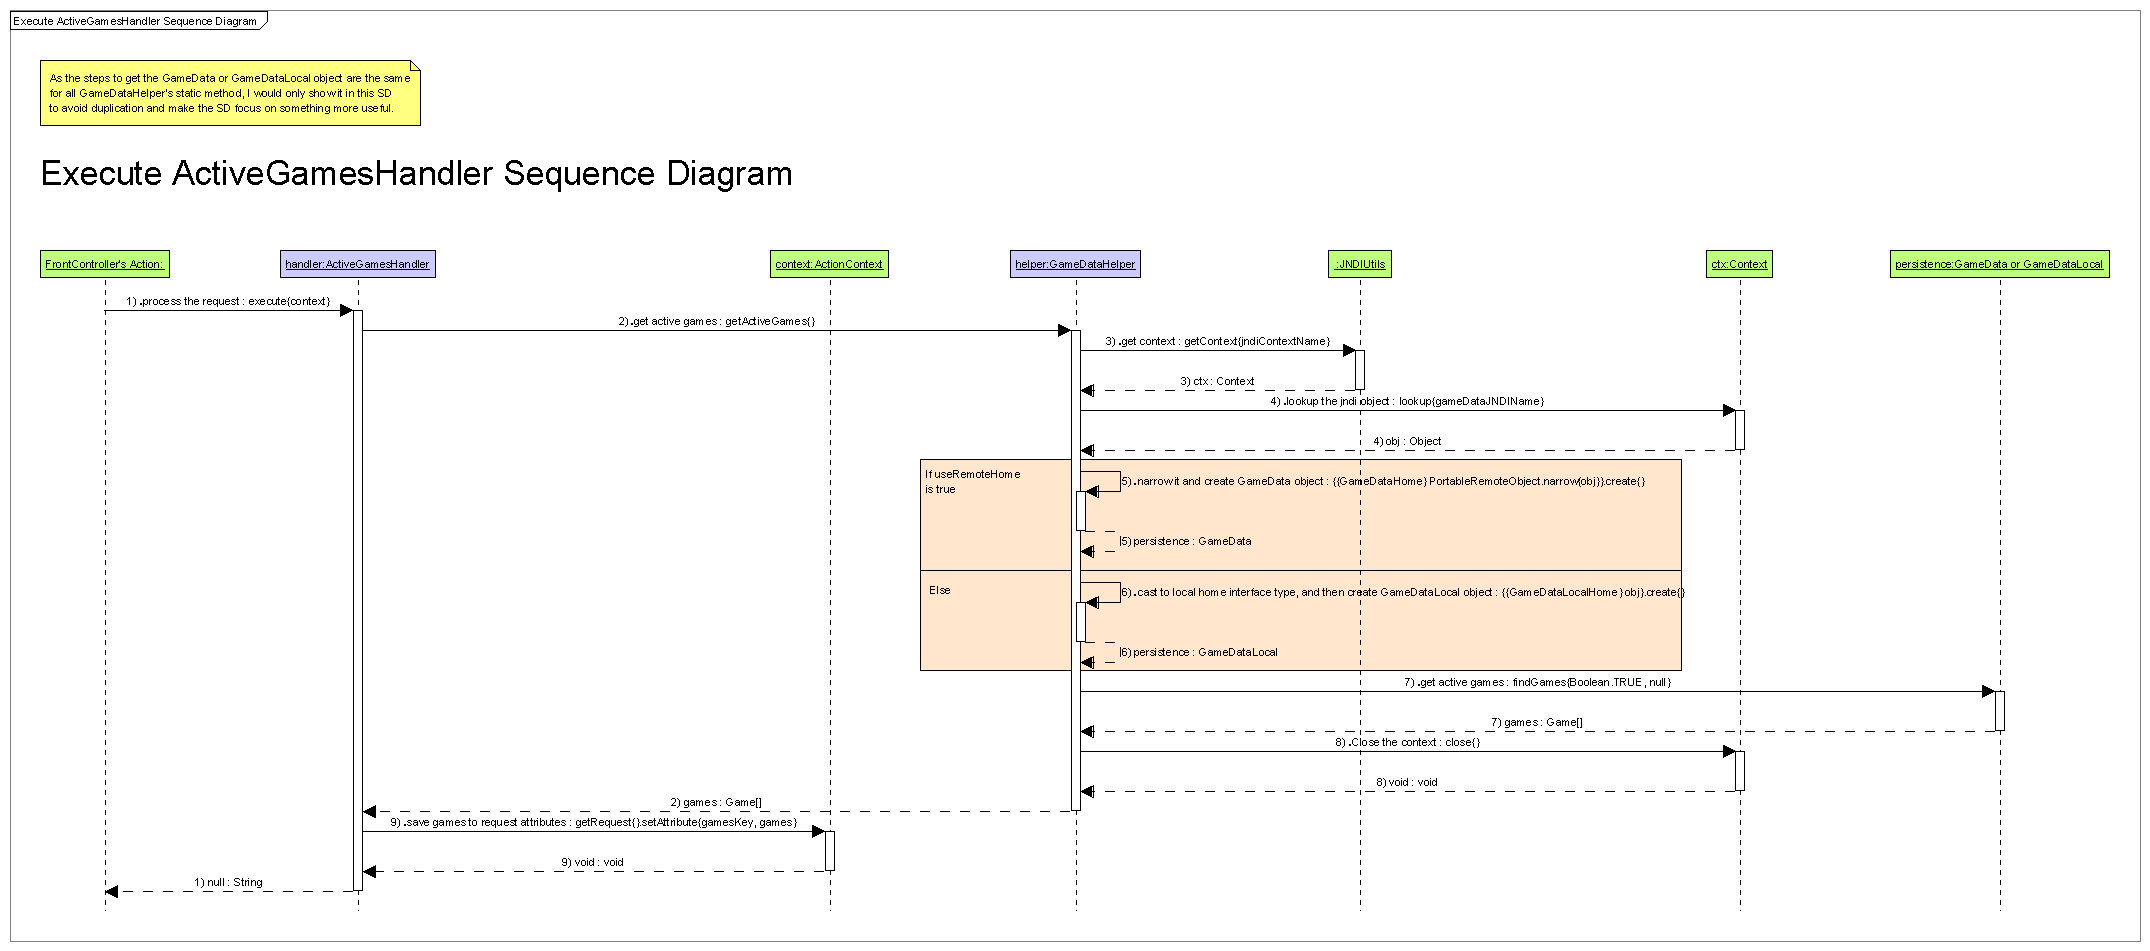 Execute ActiveGamesHandler Sequence Diagram
As the steps to get the GameData or GameDataLocal object are the same
for all GameDataHelper's static method, I would only show it in this SD
to avoid duplication and make the SD focus on something more useful.
Execute ActiveGamesHandler Sequence Diagram
FrontController's Action:
handler:ActiveGamesHandler
context:ActionContext
helper:GameDataHelper
:JNDIUtils
ctx:Context
persistence:GameData or GameDataLocal
1) .process the request : execute{context}
2) .get active games : getActiveGames{}
3) .get context : getContext{jndiContextName}
3) ctx : Context
4) .lookup the jndi object : lookup{gameDataJNDIName}
4) obj : Object
If useRemoteHome
is true
5) .narrow it and create GameData object : {{GameDataHome} PortableRemoteObject.narrow{obj}}.create{}
5) persistence : GameData
Else
6) .cast to local home interface type, and then create GameDataLocal object : {{GameDataLocalHome} obj}.create{}
6) persistence : GameDataLocal
7) .get active games : findGames{Boolean.TRUE, null}
7) games : Game[]
8) .Close the context : close{}
8) void : void
2) games : Game[]
9) .save games to request attributes : getRequest{}.setAttribute{gamesKey, games}
9) void : void
1) null : String